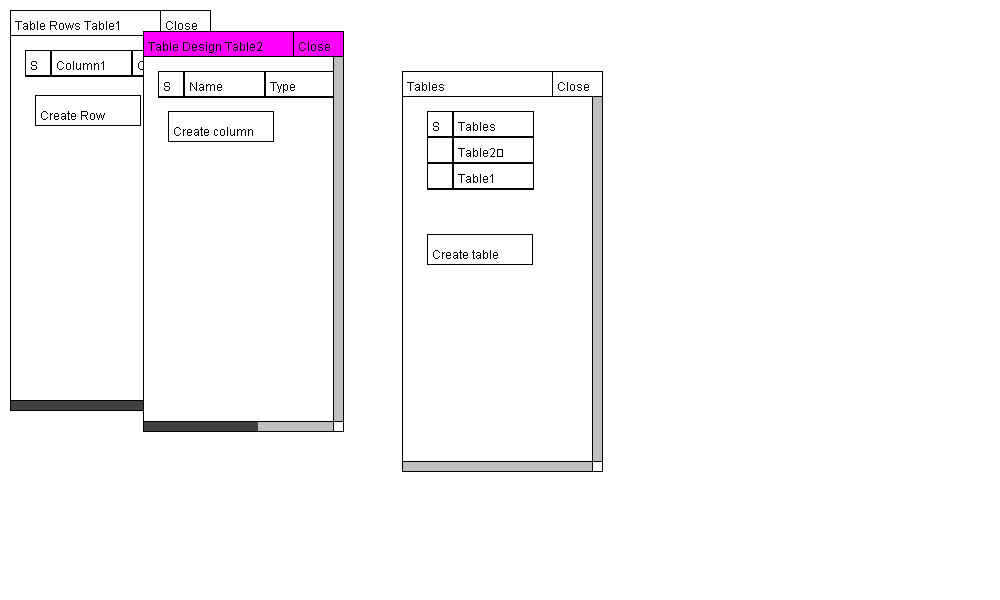 Table Rows Table1 Close
S Column1 C
Create Row
Table Design Table2 Close
S Name Type
Create column
Tables Close
S Tables
Table2▯
Table1
Create table